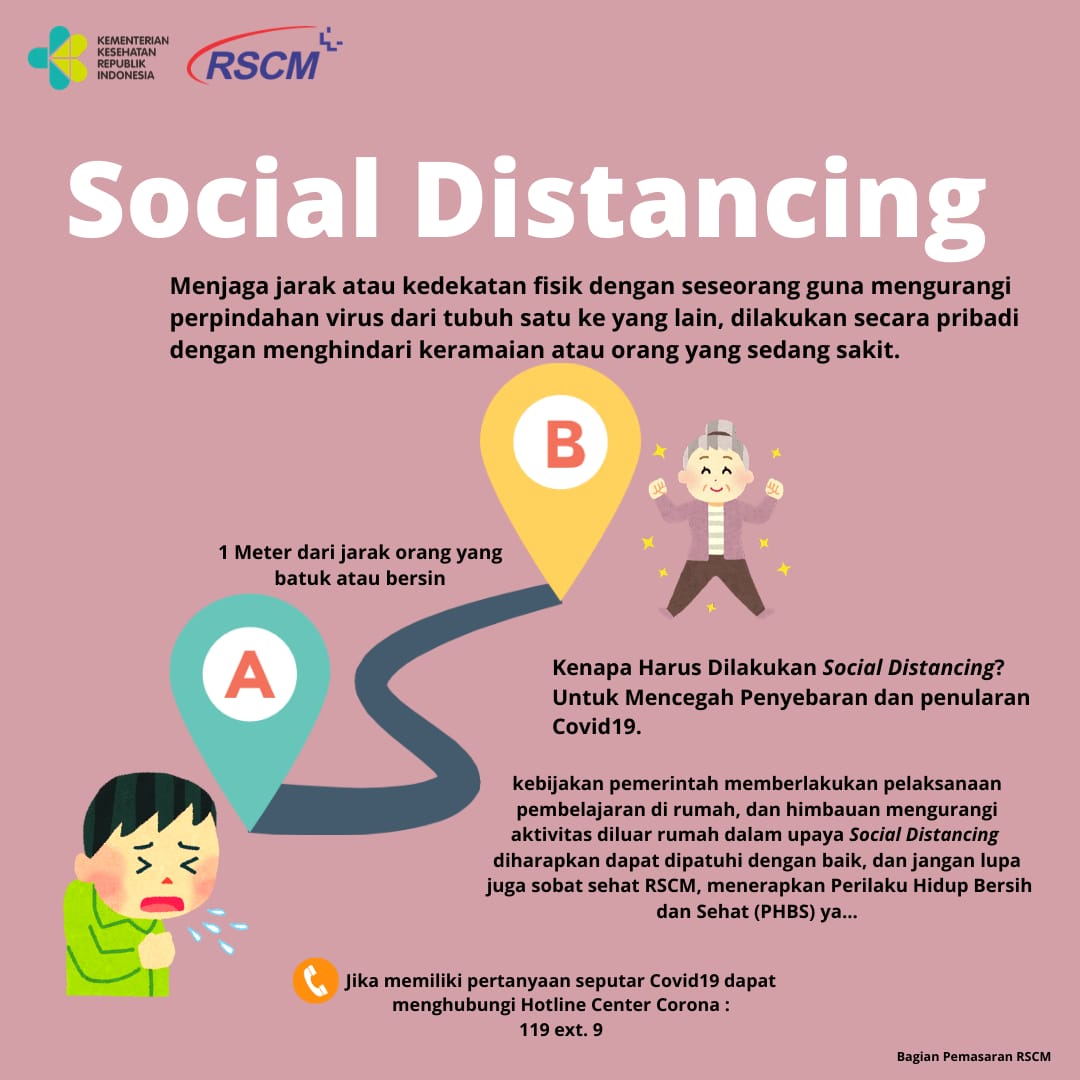 KEMENTERIAN
KESEHATAN
REPUBLIK
INDONESIA
RSCM
Social Distancing
Menjaga jarak atau kedekatan fisik dengan seseorang guna mengurangi
perpindahan virus dari tubuh satu ke yang lain, dilakukan secara pribadi
dengan menghindari keramaian atau orang yang sedang sakit.
B
1 Meter dari jarak orang yang
batuk atau bersin
A
Kenapa Harus Dilakukan Social Distancing?
Untuk Mencegah Penyebaran dan penularan
Covid19.
kebijakan pemerintah memberlakukan pelaksanaan
pembelajaran di rumah, dan himbauan mengurangi
aktivitas diluar rumah dalam upaya Social Distancing
diharapkan dapat dipatuhi dengan baik, dan jangan lupa
juga sobat sehat RSCM, menerapkan Perilaku Hidup Bersih
dan Sehat (PHBS) ya...
Jika memiliki pertanyaan seputar Covid19 dapat
menghubungi Hotline Center Corona :
119 ext. 9
Bagian Pemasaran RSCM